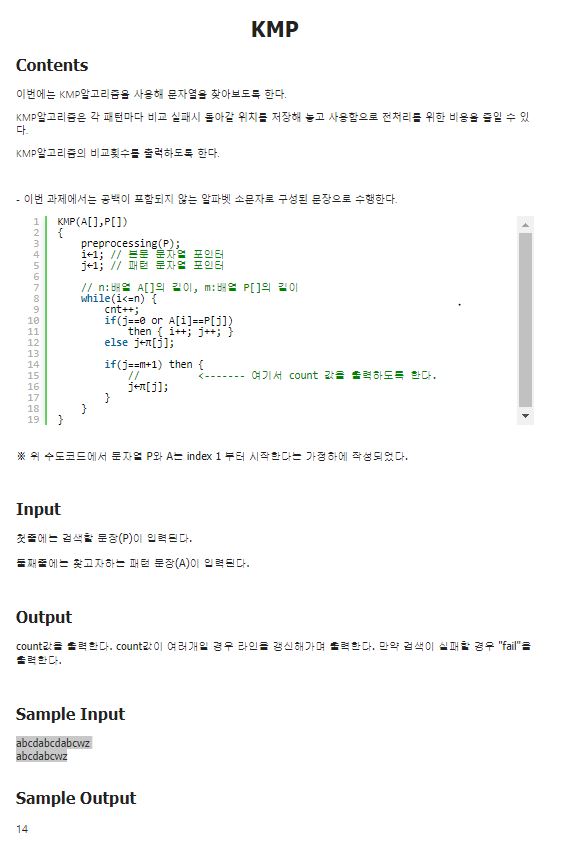 KMP
Contents
이번에는 KMP알고리즘을 사용해 문자열을 찾아보도록 한다.
KMP알고리즘은 각 패턴마다 비교 실패시 돌아갈 위치를 저장해 놓고 사용함으로 전처리를 위한 비용을 줄일 수 있
다.
KMP알고리즘의 비교횟수를 출력하도록 한다.
- 이번 과제에서는 공백이 포함되지 않는 알파벳 소문자로 구성된 문장으로 수행한다.
1 KMP(A[],P[])
2 {
3 preprocessing(P);
4 i←1; // 본문 문자열 포인터
5 j←1; // 패턴 문자열 포인터
6
7 // n:배열 A[]의 길이, m:배열 P[]의 길이
8 while(i<=n) {
9 cnt++;
10 if(j==0 or A[i]==P[j])
11 then { i++; j++; }
12 else j←π[j];
13
14 if(j==m+1) then {
15 // <------- 여기서 count 값을 출력하도록 한다.
16 j←π[j];
17 }
18 }
19 }
※ 위 수도코드에서 문자열 P와 A는 index 1 부터 시작한다는 가정하에 작성되었다.
Input
첫줄에는 검색할 문장(P)이 입력된다.
둘째줄에는 찾고자하는 패턴 문장(A)이 입력된다.
Output
count값을 출력한다. count값이 여러개일 경우 라인을 갱신해가며 출력한다. 만약 검색이 실패할 경우 "fail"을
출력한다.
Sample Input
abcdabcdabcwz
abcdabcwz
Sample Output
14